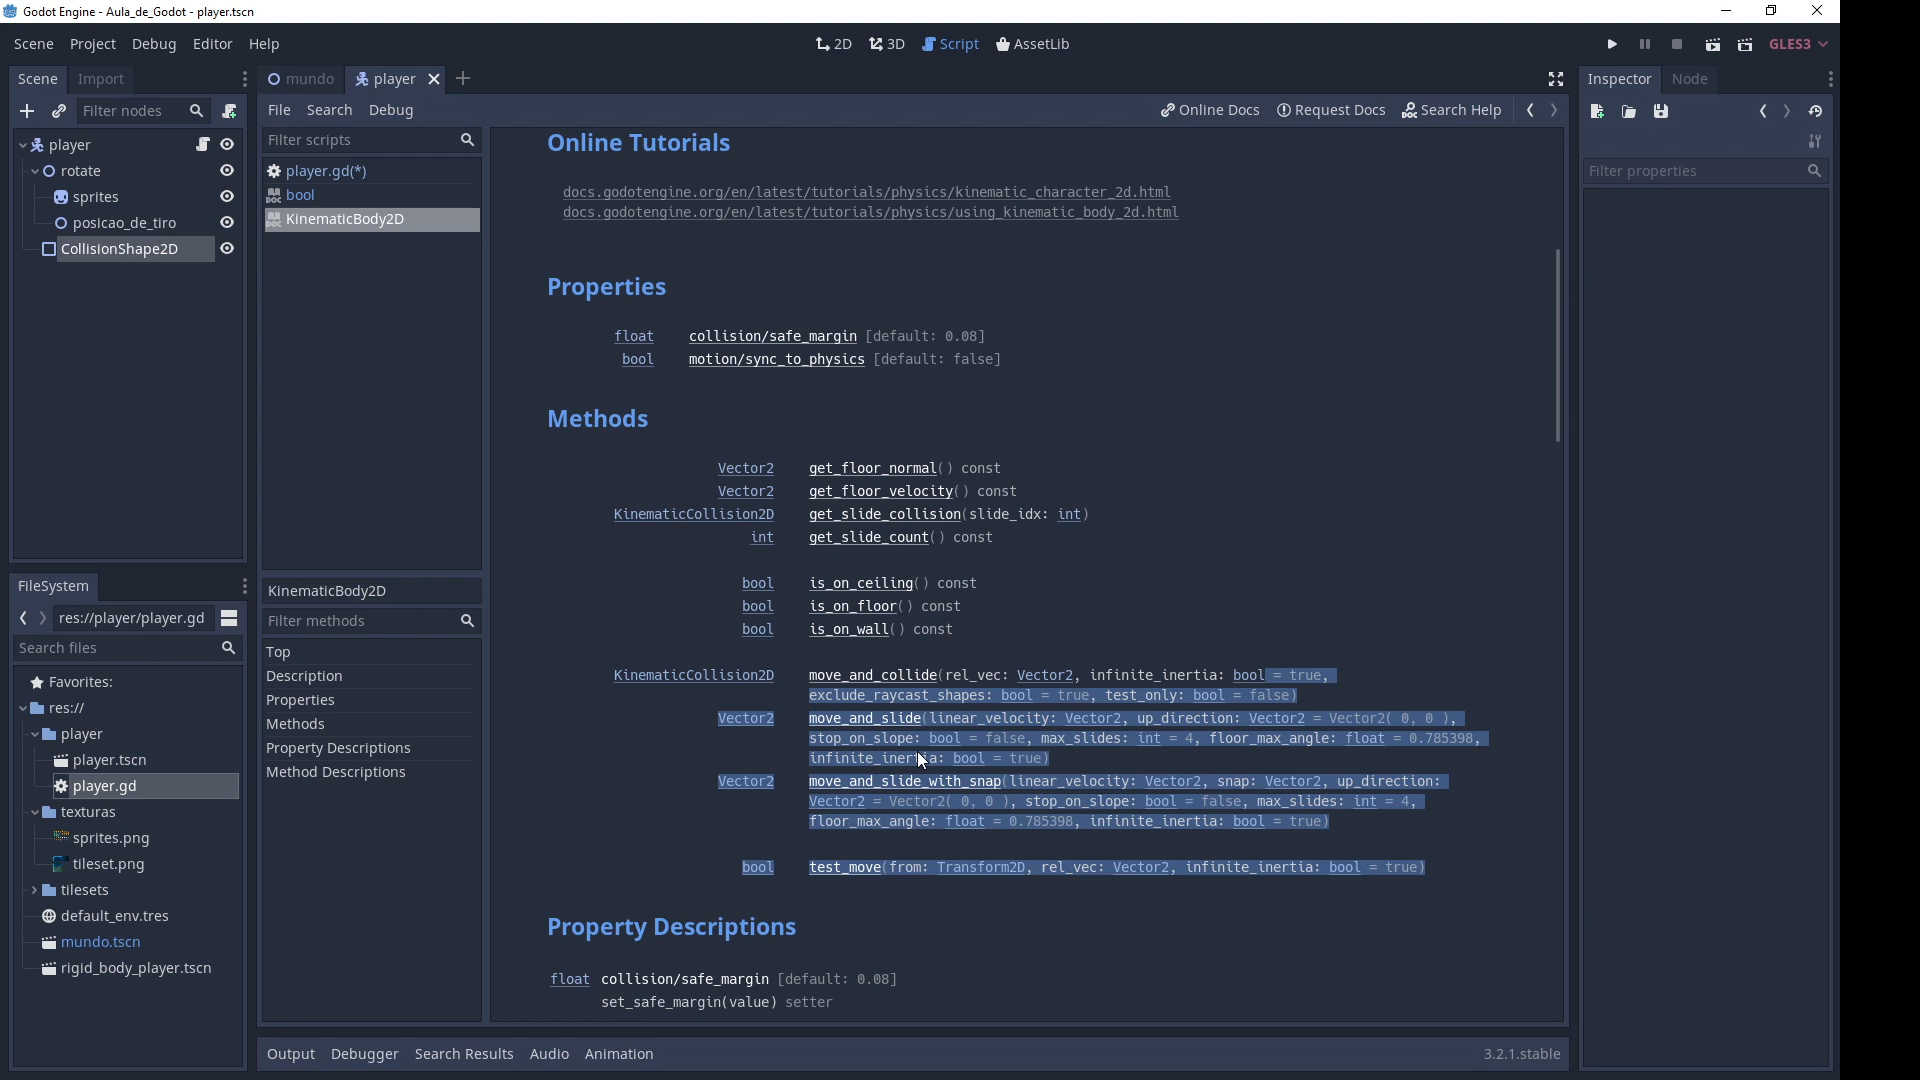 Godot Engine - Aula_de_Godot - player.tscn
Scene Project Debug Editor Help
2D 3D Script AssetLib
GLES3
Scene Import
mundo player
Inspector Node
Filter nodes
File Search Debug
Online Docs Request Docs Search Help
player
rotate
sprites
posicao_de_tiro
CollisionShape2D
Filter scripts
player.gd(*)
bool
DOC
KinematicBody2D
DOC
Filter properties
FileSystem
res://player/player.gd
Search files
Favorites:
res://
player
player.tscn
player.gd
texturas
sprites.png
tileset.png
tilesets
default_env.tres
mundo.tscn
rigid_body_player.tscn
KinematicBody2D
Filter methods
Top
Description
Properties
Methods
Property Descriptions
Method Descriptions
Online Tutorials
docs.godotengine.org/en/latest/tutorials/physics/kinematic_character_2d.html
docs.godotengine.org/en/latest/tutorials/physics/using_kinematic_body_2d.html
Properties
float collision/safe_margin [default: 0.08]
bool motion/sync_to_physics [default: false]
Methods
Vector2 get_floor_normal() const
Vector2 get_floor_velocity() const
KinematicCollision2D get_slide_collision(slide_idx: int)
int get_slide_count() const
bool is_on_ceiling() const
bool is_on_floor() const
bool is_on_wall() const
KinematicCollision2D move_and_collide(rel_vec: Vector2, infinite_inertia: bool = true,
exclude_raycast_shapes: bool = true, test_only: bool = false)
Vector2 move_and_slide(linear_velocity: Vector2, up_direction: Vector2 = Vector2( 0, 0 ),
stop_on_slope: bool = false, max_slides: int = 4, floor_max_angle: float = 0.785398,
infinite_inertia: bool = true)
Vector2 move_and_slide_with_snap(linear_velocity: Vector2, snap: Vector2, up_direction:
Vector2 = Vector2( 0, 0 ), stop_on_slope: bool = false, max_slides: int = 4,
floor_max_angle: float = 0.785398, infinite_inertia: bool = true)
bool test_move(from: Transform2D, rel_vec: Vector2, infinite_inertia: bool = true)
Property Descriptions
float collision/safe_margin [default: 0.08]
set_safe_margin(value) setter
Output Debugger Search Results Audio Animation
3.2.1.stable